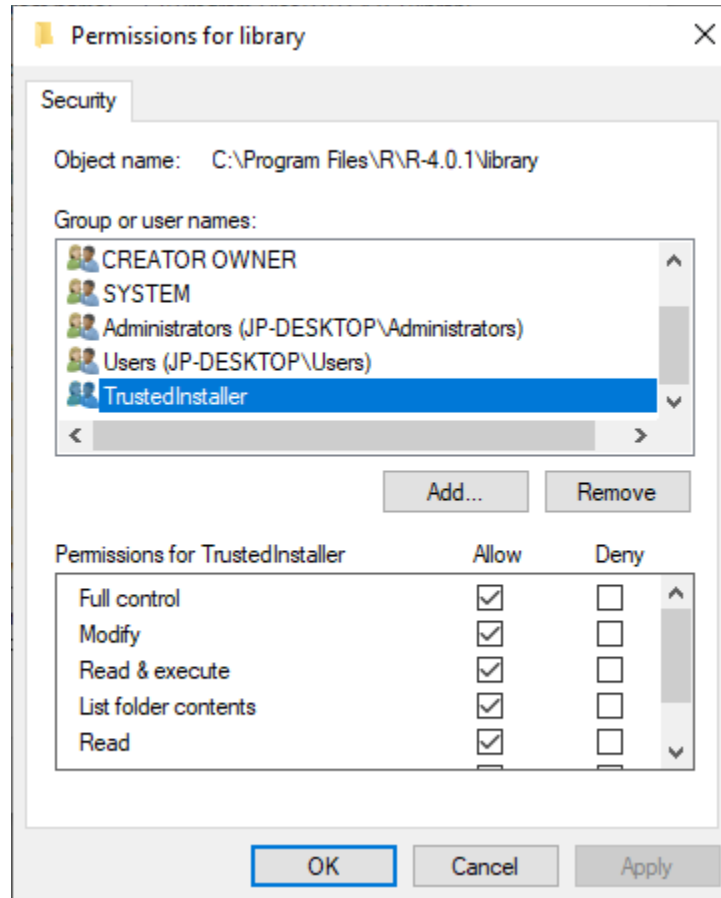 Permissions for library
Security
Object name: C:\Program Files\R\R-4.0.1\library
Group or user names:
CREATOR OWNER
SYSTEM
Administrators (JP-DESKTOP\Administrators)
Users (JP-DESKTOP\Users)
TrustedInstaller
Add... Remove
Permissions for TrustedInstaller Allow Deny
Full control
Modify
Read & execute
List folder contents
Read
OK Cancel Apply